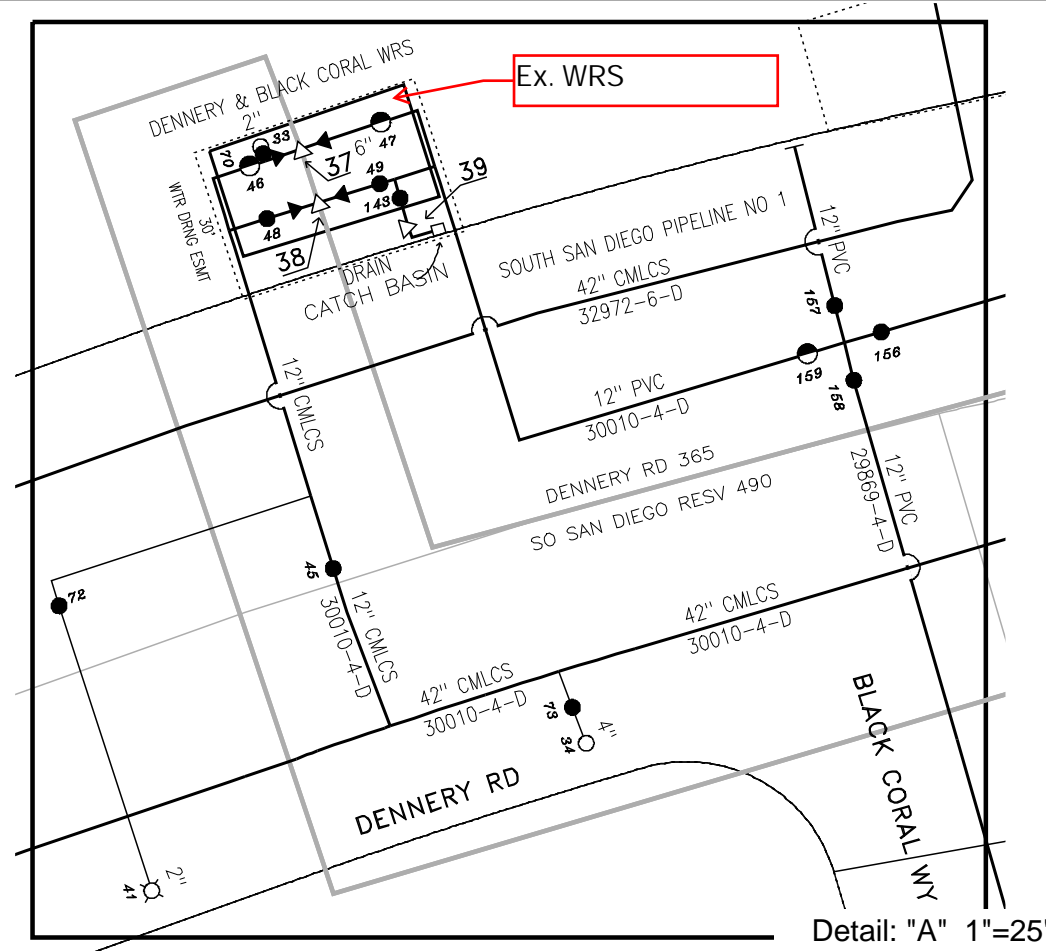 DENNERY & BLACK CORAL WRS
Ex. WRS
2"
33
70
46
37
6"
47
49
39
143
48
38
WTR DRNG ESMT
30'
DRAIN
CATCH BASIN
SOUTH SAN DIEGO PIPELINE NO 1
42" CMLCS
32972-6-D
12" PVC
157
156
159
158
12" CMLCS
12" PVC
30010-4-D
DENNERY RD 365
SO SAN DIEGO RESV 490
12" PVC
29869-4-D
45
12" CMLCS
30010-4-D
72
42" CMLCS
30010-4-D
42" CMLCS
30010-4-D
73
34
4"
DENNERY RD
BLACK CORAL WY
41
2"
Detail: "A" 1"=25'